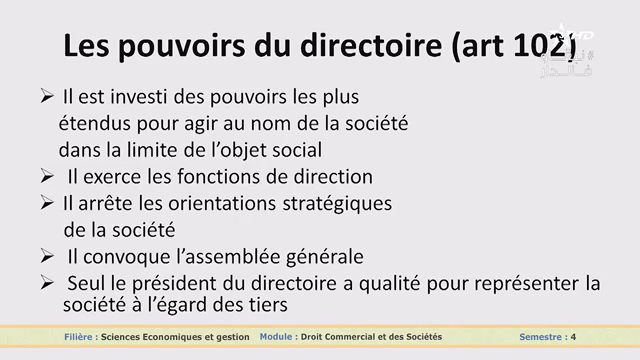 Les pouvoirs du directoire (art 102)
HD
➢ Il est investi des pouvoirs les plus
étendus pour agir au nom de la société
dans la limite de l’objet social
➢ Il exerce les fonctions de direction
➢ Il arrête les orientations stratégiques
de la société
➢ Il convoque l’assemblée générale
➢ Seul le président du directoire a qualité pour représenter la
société à l’égard des tiers
Filière : Sciences Economiques et gestion Module : Droit Commercial et des Sociétés Semestre : 4